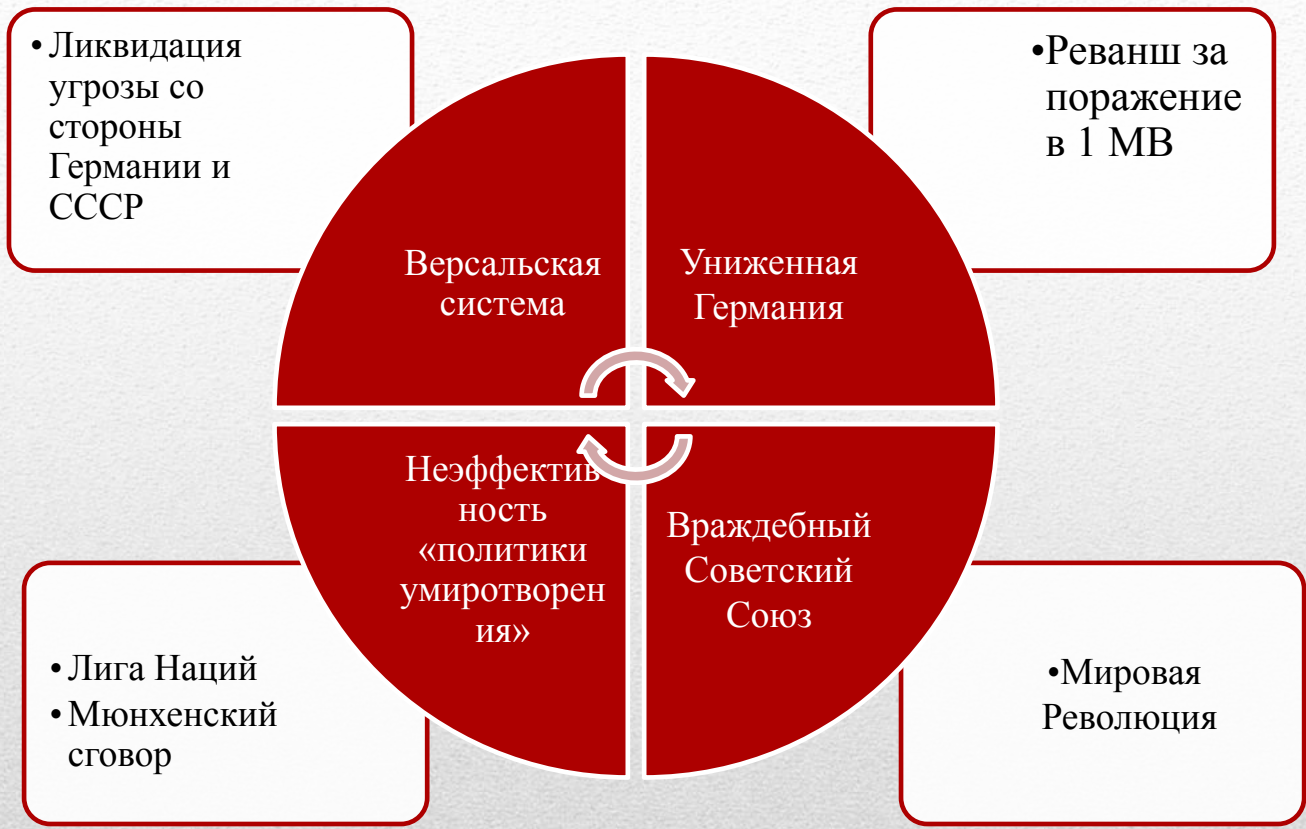 • Ликвидация
угрозы со
стороны
Германии и
СССР
•Реванш за
поражение
в 1 МВ
Версальская
система
Униженная
Германия
Неэффектив
ность
«политики
умиротворен
ия»
Враждебный
Советский
Союз
• Лига Наций
• Мюнхенский
сговор
•Мировая
Революция